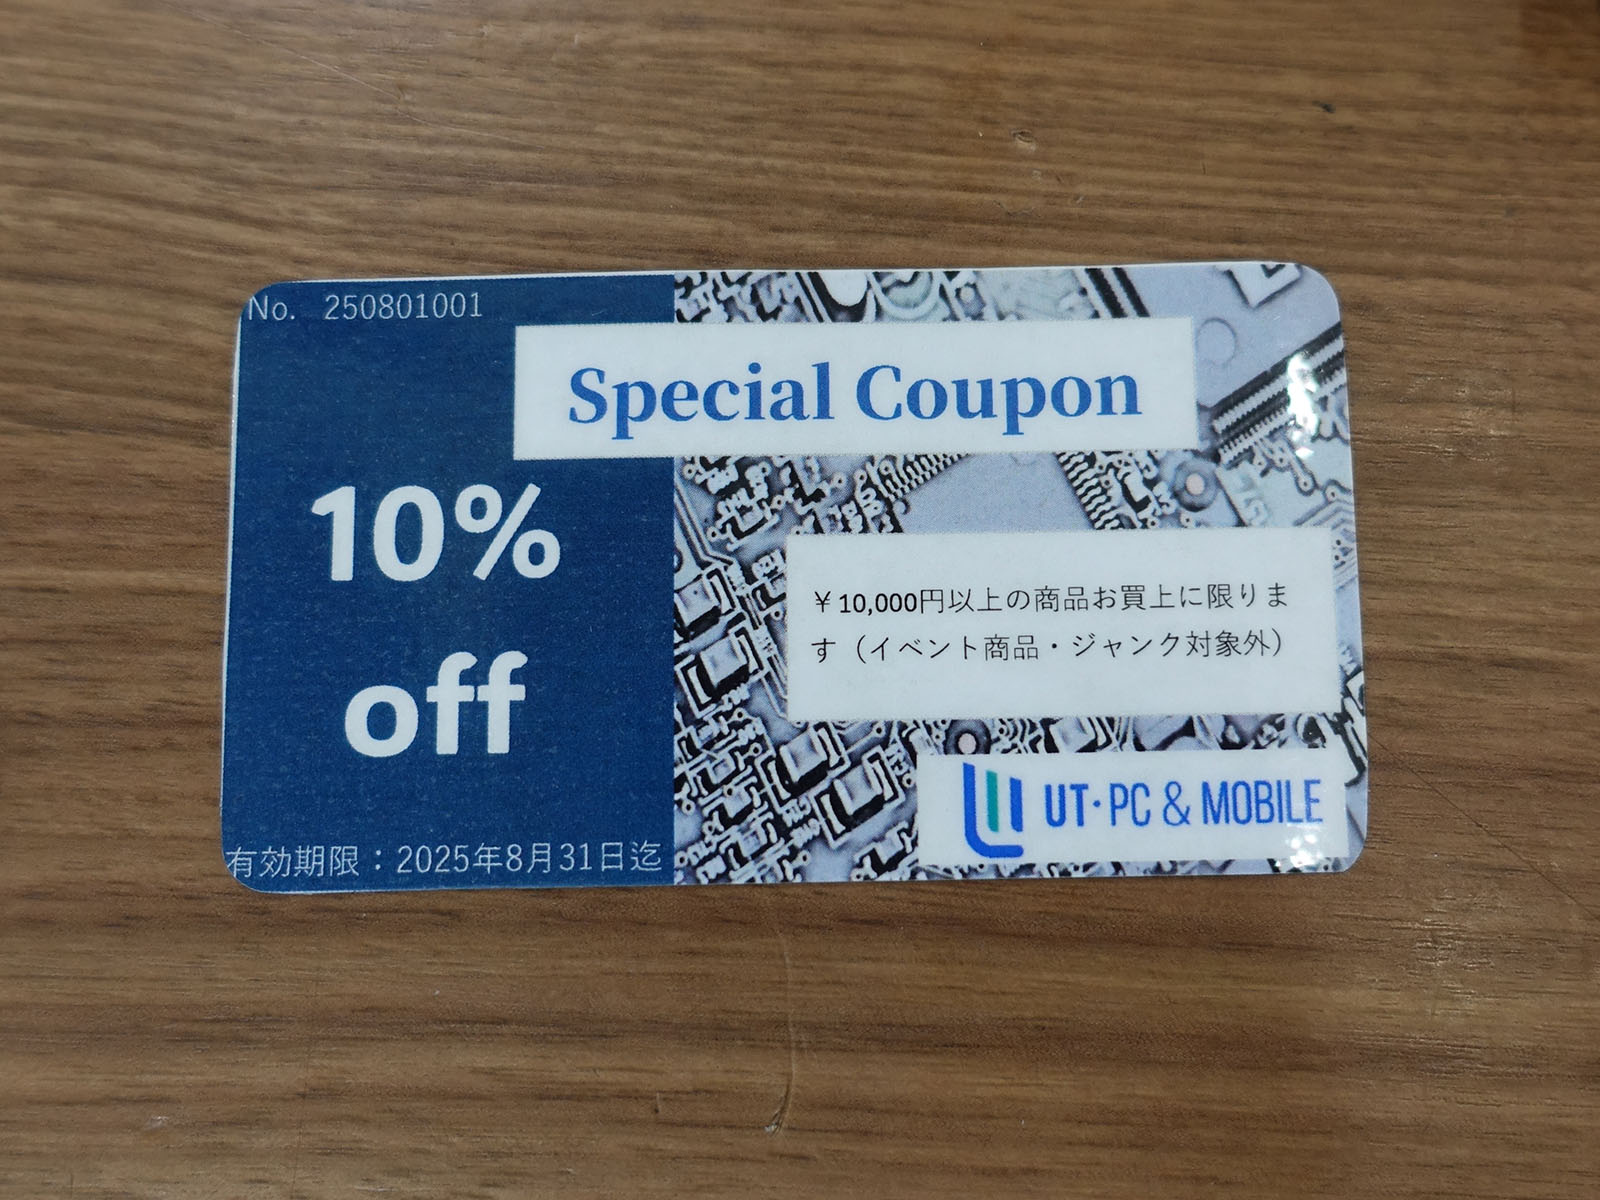 No. 250801001
Special Coupon
10%
off
￥10,000円以上の商品お買上に限りま
す（イベント商品・ジャンク対象外）
UT・PC & MOBILE
有効期限：2025年8月31日迄